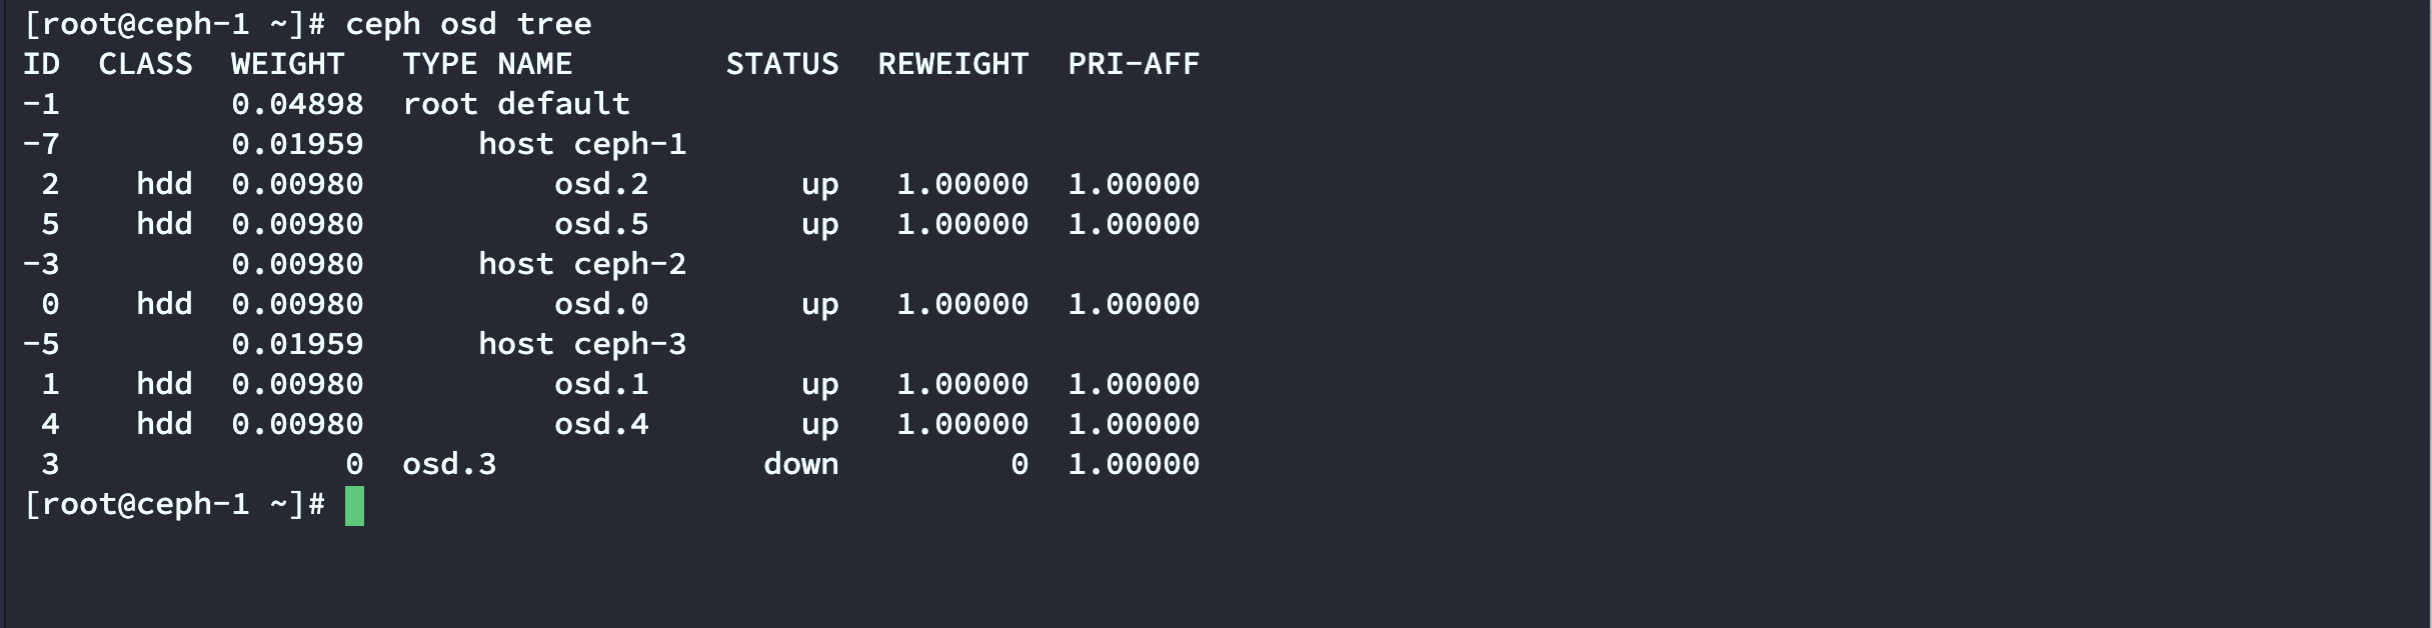 [root@ceph-1 ~]# ceph osd tree
ID  CLASS  WEIGHT   TYPE NAME        STATUS  REWEIGHT  PRI-AFF
-1         0.04898  root default
-7         0.01959      host ceph-1
 2    hdd  0.00980          osd.2        up   1.00000  1.00000
 5    hdd  0.00980          osd.5        up   1.00000  1.00000
-3         0.00980      host ceph-2
 0    hdd  0.00980          osd.0        up   1.00000  1.00000
-5         0.01959      host ceph-3
 1    hdd  0.00980          osd.1        up   1.00000  1.00000
 4    hdd  0.00980          osd.4        up   1.00000  1.00000
 3               0  osd.3              down         0  1.00000
[root@ceph-1 ~]#